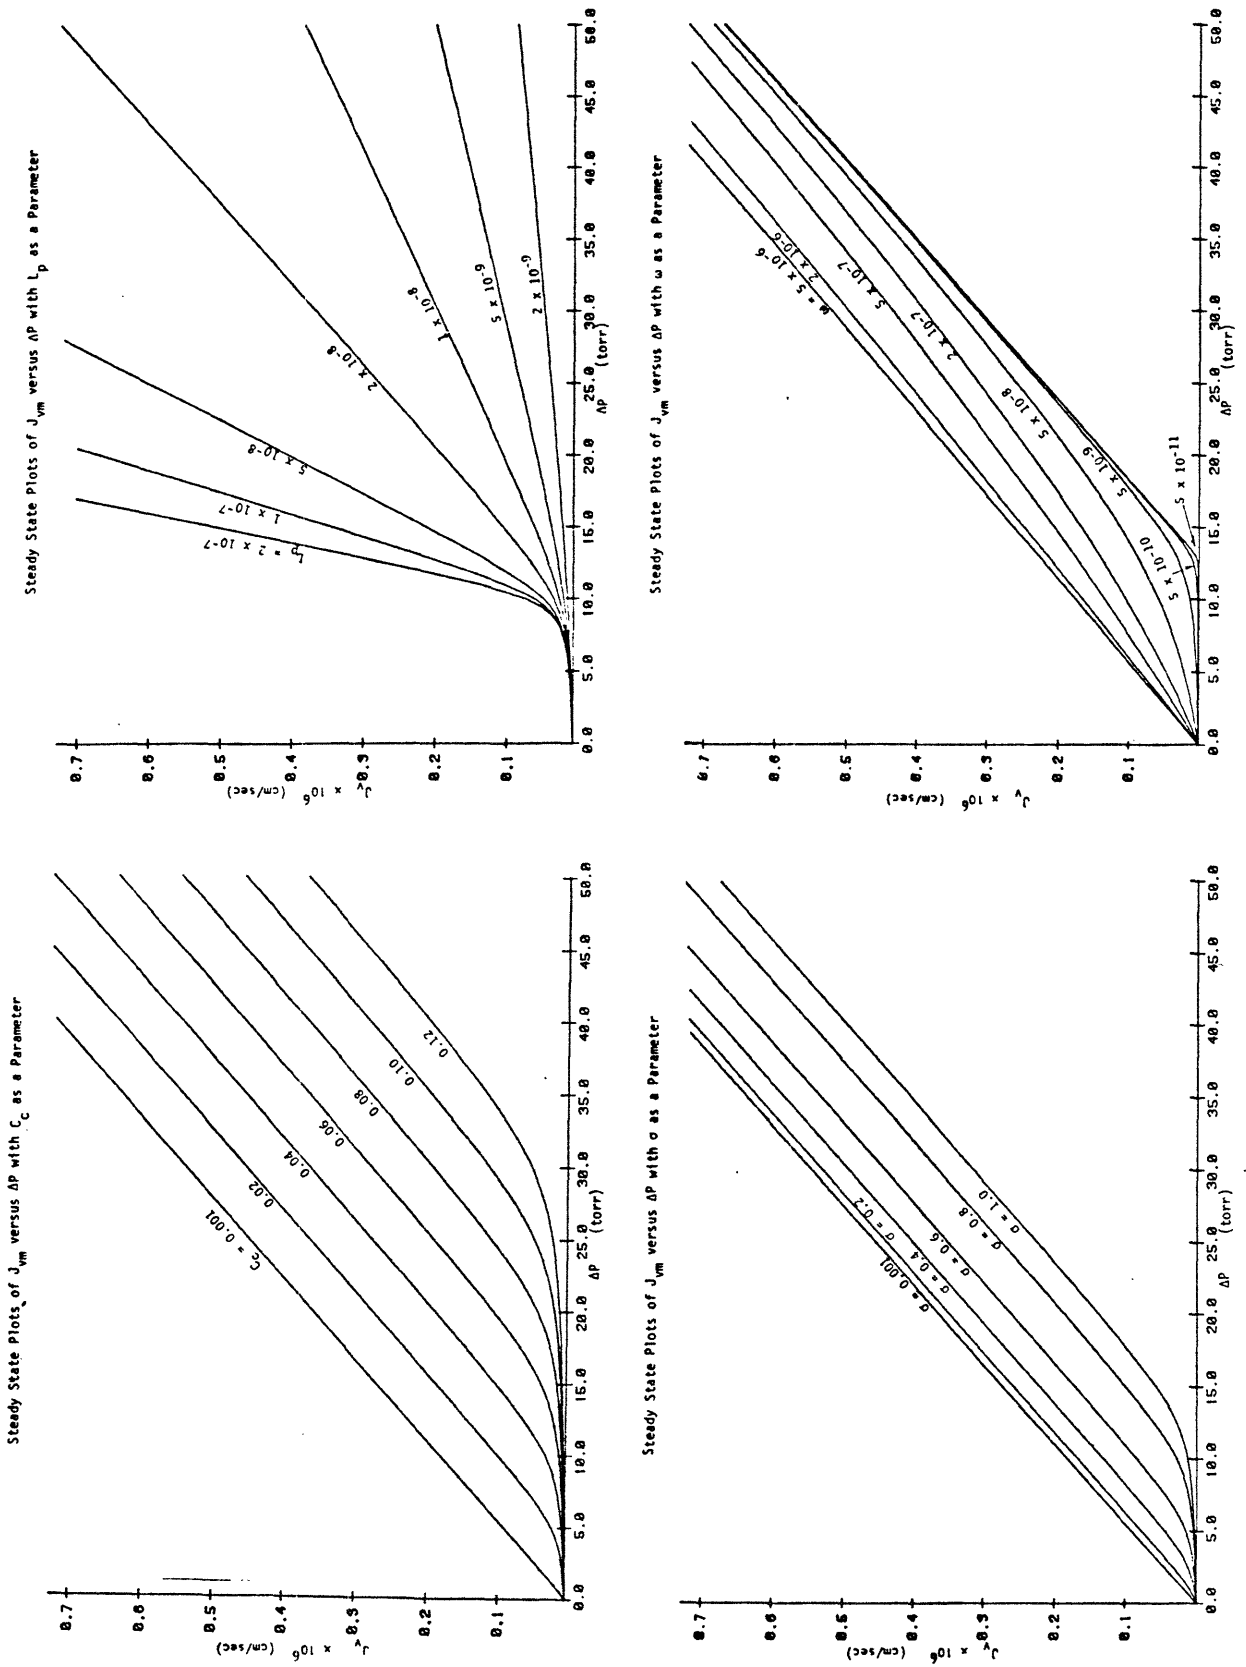 Steady State Plots of J_vm versus ΔP with C_c as a Parameter
0.7
0.6
0.5
0.4
0.3
0.2
0.1
J_v × 10^6
(cm/sec)
C_c = 0.001
0.02
0.04
0.06
0.08
0.10
0.12
0.0 5.0 10.0 15.0 20.0 25.0 30.0 35.0 40.0 45.0 50.0
ΔP (torr)
Steady State Plots of J_vm versus ΔP with L_p as a Parameter
0.7
0.6
0.5
0.4
0.3
0.2
0.1
J_v × 10^6
(cm/sec)
L_p = 2 × 10^-7
1 × 10^-7
5 × 10^-8
2 × 10^-8
1 × 10^-8
5 × 10^-9
2 × 10^-9
0.0 5.0 10.0 15.0 20.0 25.0 30.0 35.0 40.0 45.0 50.0
ΔP (torr)
Steady State Plots of J_vm versus ΔP with σ as a Parameter
0.7
0.6
0.5
0.4
0.3
0.2
0.1
J_v × 10^6
(cm/sec)
σ = 0.001
σ = 0.2
σ = 0.4
σ = 0.6
σ = 0.8
σ = 1.0
0.0 5.0 10.0 15.0 20.0 25.0 30.0 35.0 40.0 45.0 50.0
ΔP (torr)
Steady State Plots of J_vm versus ΔP with ω as a Parameter
0.7
0.6
0.5
0.4
0.3
0.2
0.1
J_v × 10^6
(cm/sec)
ω = 5 × 10^-6
2 × 10^-6
5 × 10^-7
2 × 10^-7
5 × 10^-8
5 × 10^-9
5 × 10^-10
5 × 10^-11
0.0 5.0 10.0 15.0 20.0 25.0 30.0 35.0 40.0 45.0 50.0
ΔP (torr)